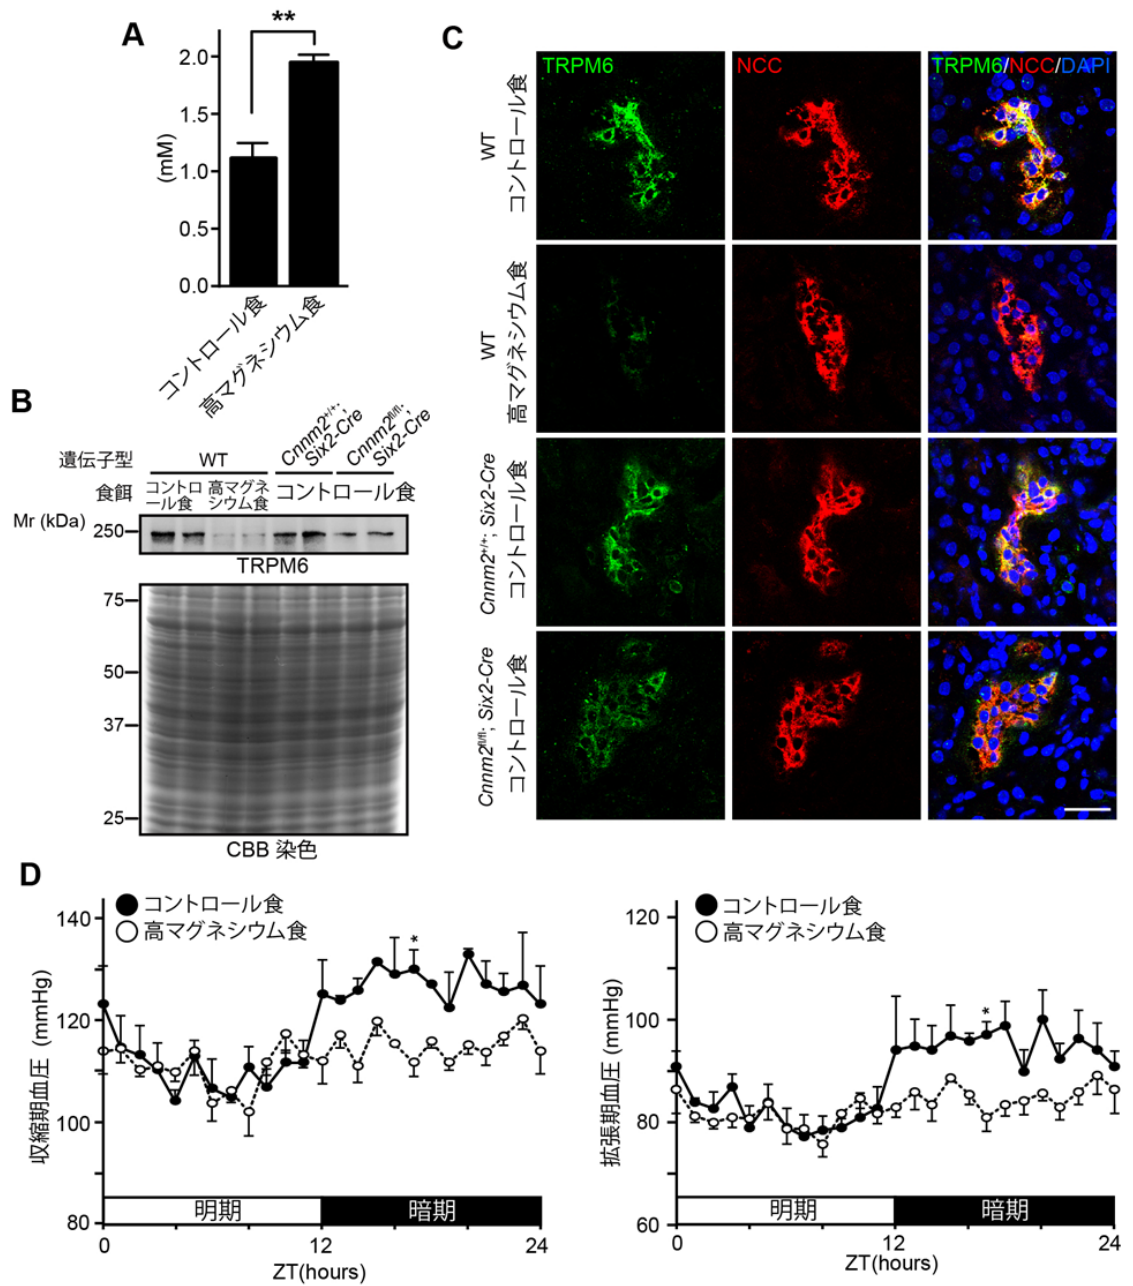 A
**
2.0
1.5
1.0
0.5
0.0
(mM)
コントロール食
高マグネシウム食
B
遺伝子型
WT
Cnnm2+/+;
Six2-Cre
Cnnm2fl/fl;
Six2-Cre
食餌
コントロ
ール食
高マグネ
シウム食
コントロール食
Mr (kDa)
250
TRPM6
75
50
37
25
CBB 染色
C
TRPM6
NCC
TRPM6/NCC/DAPI
WT
コントロール食
WT
高マグネシウム食
Cnnm2+/+; Six2-Cre
コントロール食
Cnnm2fl/fl; Six2-Cre
コントロール食
D
コントロール食
高マグネシウム食
140
120
100
80
収縮期血圧 (mmHg)
*
明期
暗期
0
12
24
ZT(hours)
コントロール食
高マグネシウム食
120
100
80
60
拡張期血圧 (mmHg)
*
明期
暗期
0
12
24
ZT(hours)